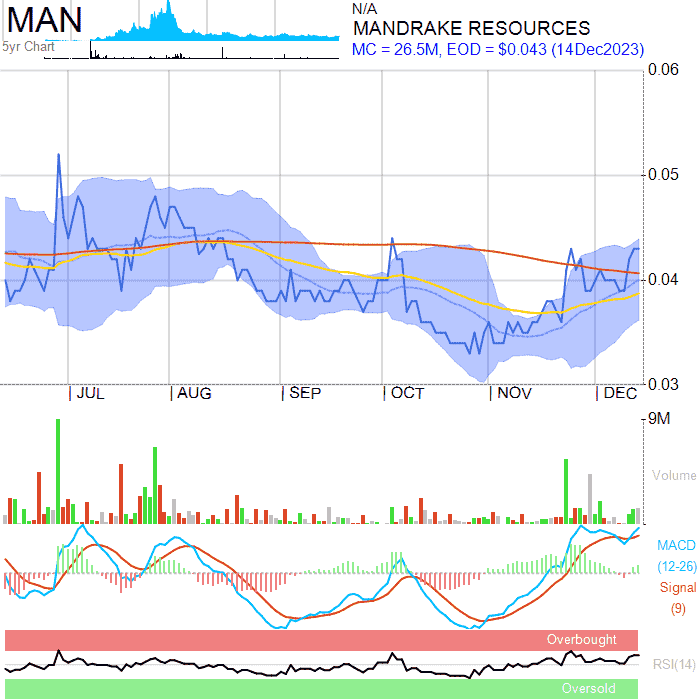 MAN
5yr Chart
N/A
MANDRAKE RESOURCES
MC = 26.5M, EOD = $0.043 (14Dec2023)
0.06
0.05
0.04
0.03
JUL AUG SEP OCT NOV DEC
9M
Volume
MACD
(12-26)
Signal
(9)
Overbought
RSI(14)
Oversold